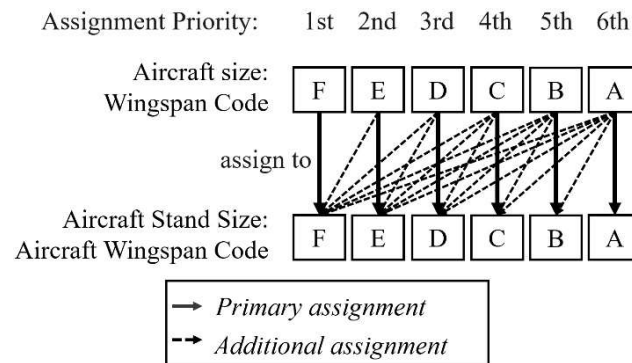 Assignment Priority: 1st 2nd 3rd 4th 5th 6th
Aircraft size:
Wingspan Code
F E D C B A
assign to
Aircraft Stand Size:
Aircraft Wingspan Code
F E D C B A
Primary assignment
Additional assignment